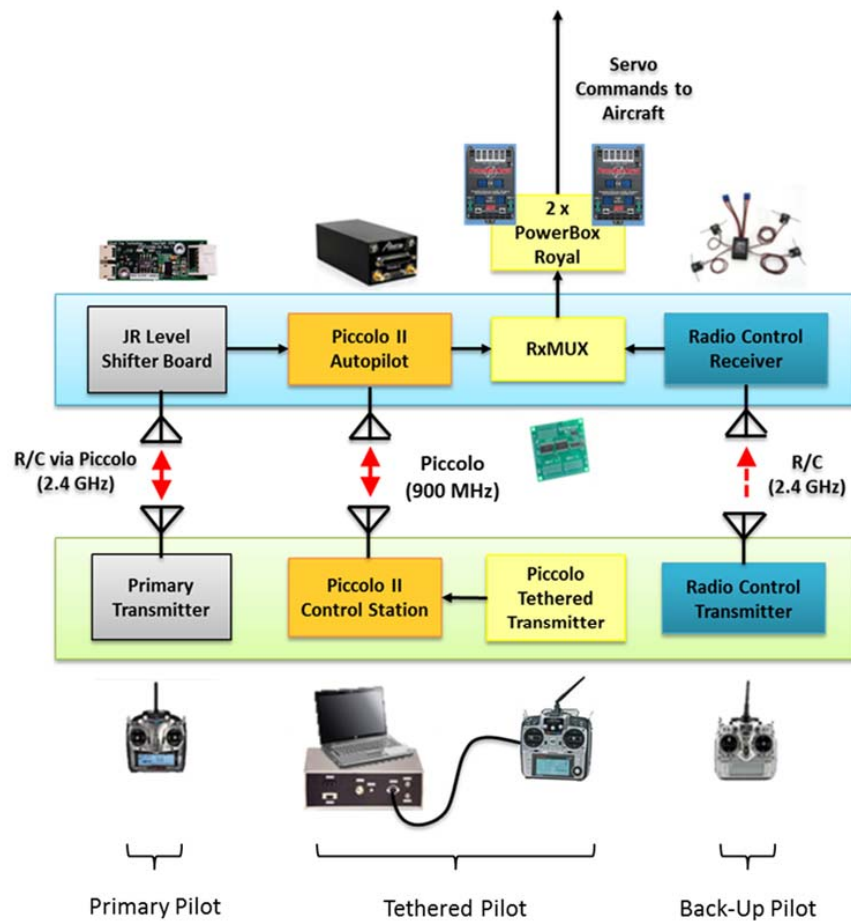 Servo
Commands to
Aircraft
2 x
PowerBox
Royal
JR Level
Shifter Board
Piccolo II
Autopilot
RxMUX
Radio Control
Receiver
R/C via Piccolo
(2.4 GHz)
Piccolo
(900 MHz)
R/C
(2.4 GHz)
Primary
Transmitter
Piccolo II
Control Station
Piccolo
Tethered
Transmitter
Radio Control
Transmitter
Primary Pilot
Tethered Pilot
Back-Up Pilot